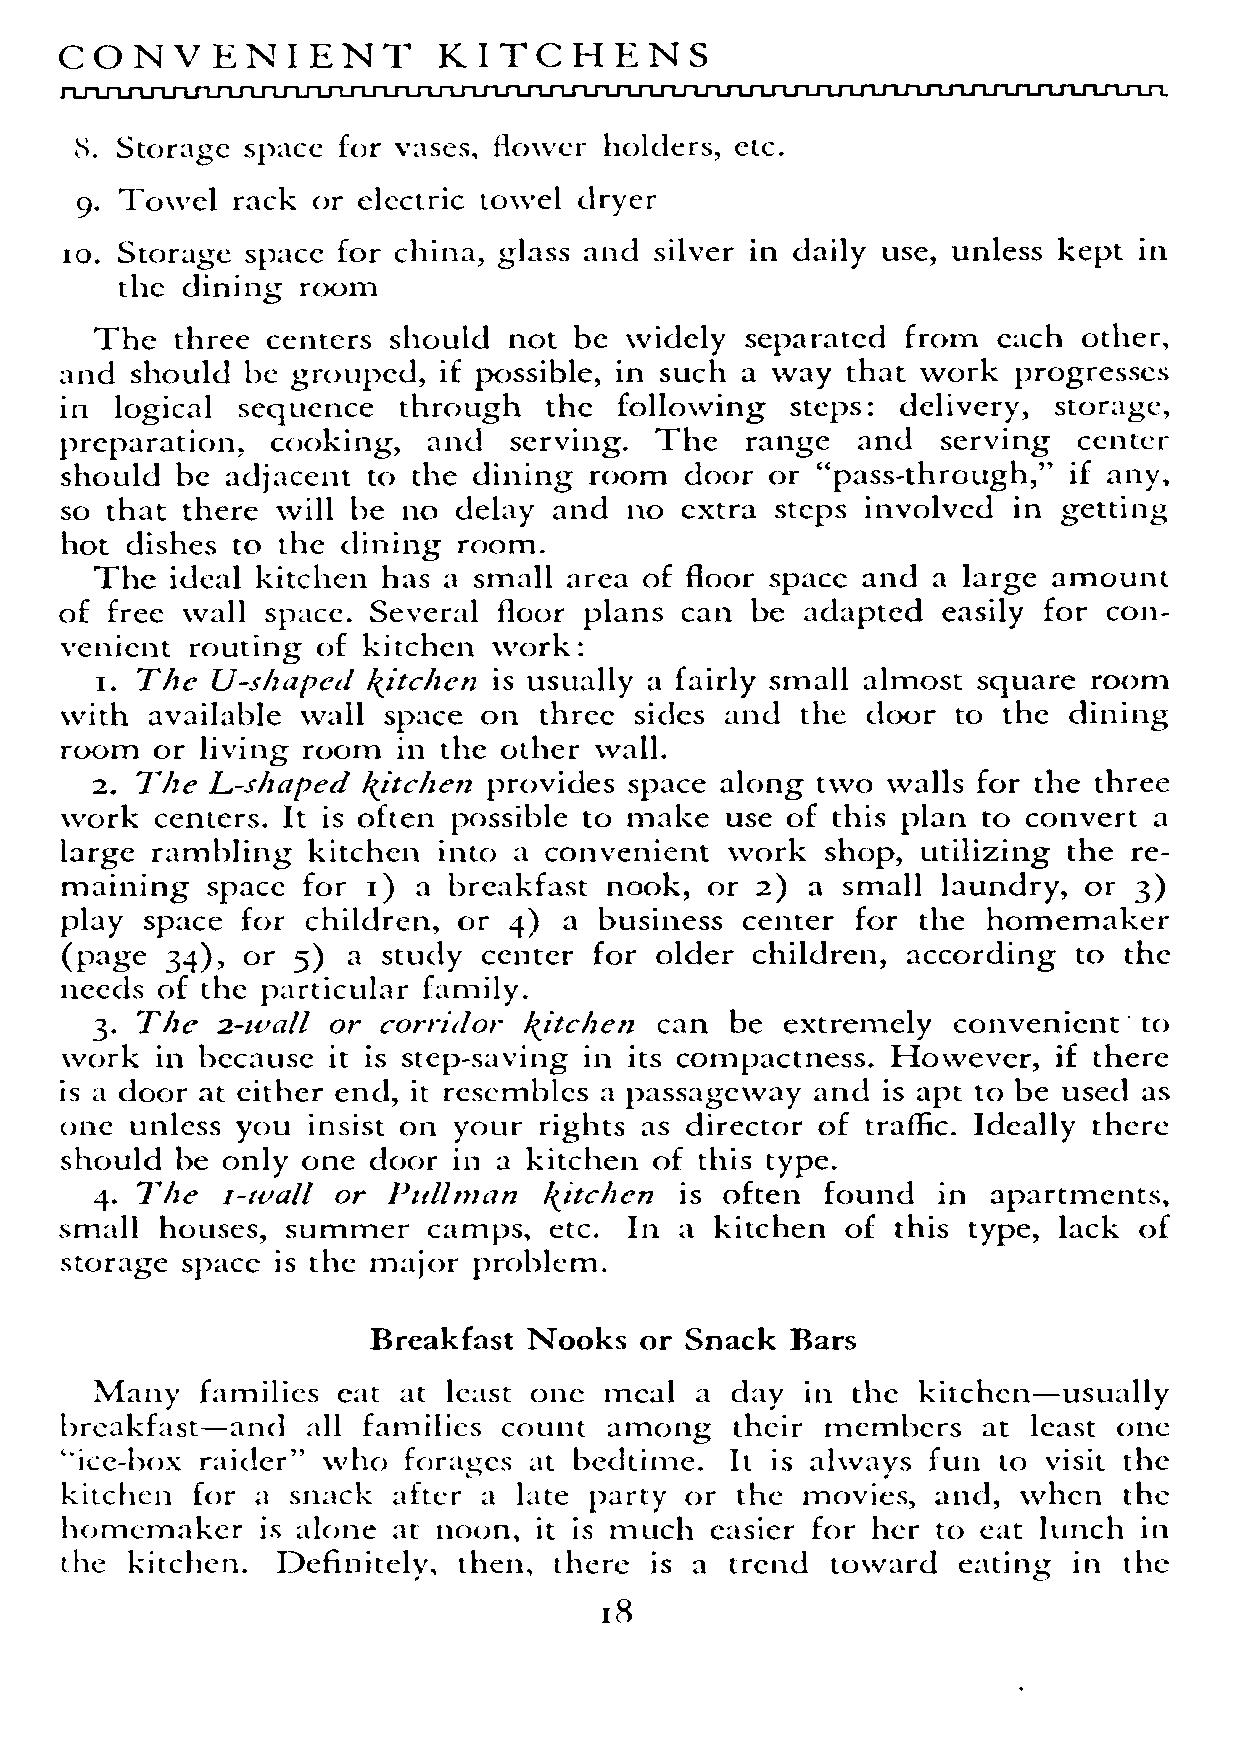 CONVENIENT KITCHENS
8. Storage space for vases, flower holders, etc.
9. Towel rack or electric towel dryer
10. Storage space for china, glass and silver in daily use, unless kept in
the dining room
The three centers should not be widely separated from each other,
and should be grouped, if possible, in such a way that work progresses
in logical sequence through the following steps: delivery, storage,
preparation, cooking, and serving. The range and serving center
should be adjacent to the dining room door or “pass-through,” if any,
so that there will be no delay and no extra steps involved in getting
hot dishes to the dining room.
The ideal kitchen has a small area of floor space and a large amount
of free wall space. Several floor plans can be adapted easily for con-
venient routing of kitchen work:
1. The U-shaped kitchen is usually a fairly small almost square room
with available wall space on three sides and the door to the dining
room or living room in the other wall.
2. The L-shaped kitchen provides space along two walls for the three
work centers. It is often possible to make use of this plan to convert a
large rambling kitchen into a convenient work shop, utilizing the re-
maining space for 1) a breakfast nook, or 2) a small laundry, or 3)
play space for children, or 4) a business center for the homemaker
(page 34), or 5) a study center for older children, according to the
needs of the particular family.
3. The 2-wall or corridor kitchen can be extremely convenient to
work in because it is step-saving in its compactness. However, if there
is a door at either end, it resembles a passageway and is apt to be used as
one unless you insist on your rights as director of traffic. Ideally there
should be only one door in a kitchen of this type.
4. The 1-wall or Pullman kitchen is often found in apartments,
small houses, summer camps, etc. In a kitchen of this type, lack of
storage space is the major problem.
Breakfast Nooks or Snack Bars
Many families eat at least one meal a day in the kitchen—usually
breakfast—and all families count among their members at least one
“ice-box raider” who forages at bedtime. It is always fun to visit the
kitchen for a snack after a late party or the movies, and, when the
homemaker is alone at noon, it is much easier for her to eat lunch in
the kitchen. Definitely, then, there is a trend toward eating in the
18